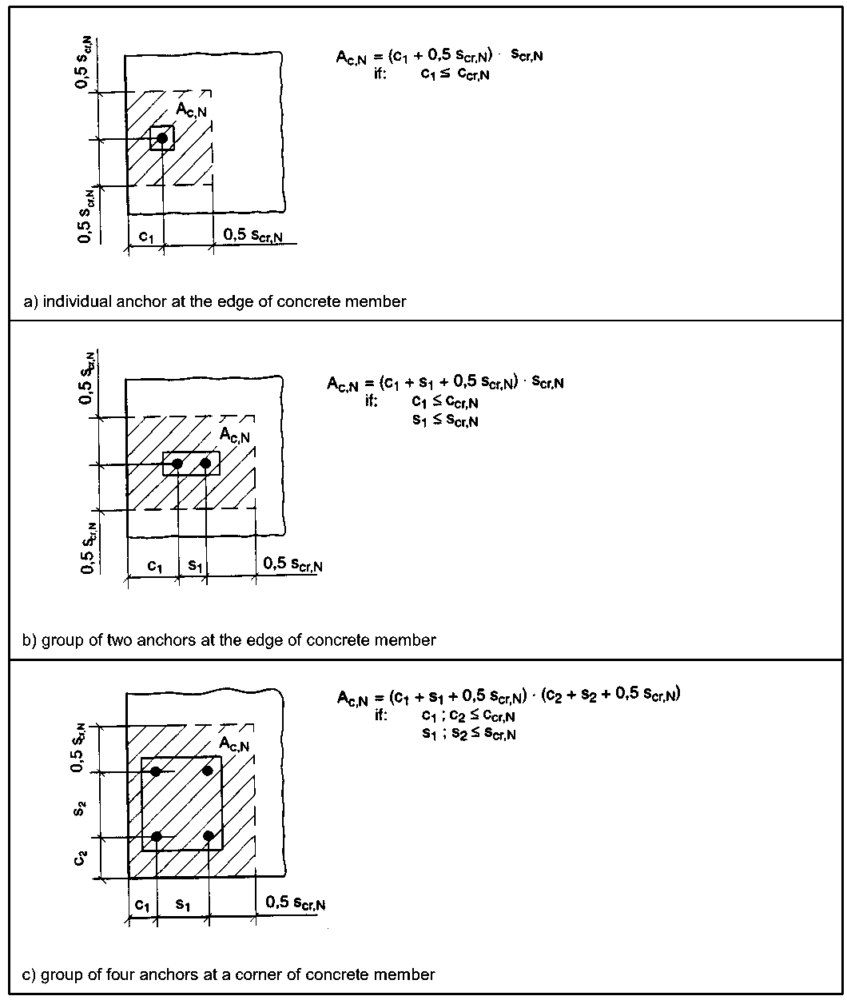 0,5 scr,N
Ac,N = (c1 + 0,5 scr,N) · scr,N
if: c1 ≤ ccr,N
Ac,N
0,5 scr,N
c1 0,5 scr,N
a) individual anchor at the edge of concrete member
0,5 scr,N
Ac,N = (c1 + s1 + 0,5 scr,N) · scr,N
if: c1 ≤ ccr,N
s1 ≤ scr,N
Ac,N
0,5 scr,N
c1 s1 0,5 scr,N
b) group of two anchors at the edge of concrete member
Ac,N = (c1 + s1 + 0,5 scr,N) · (c2 + s2 + 0,5 scr,N)
if: c1 ; c2 ≤ ccr,N
s1 ; s2 ≤ scr,N
0,5 scr,N
Ac,N
s2
c2
c1 s1 0,5 scr,N
c) group of four anchors at a corner of concrete member